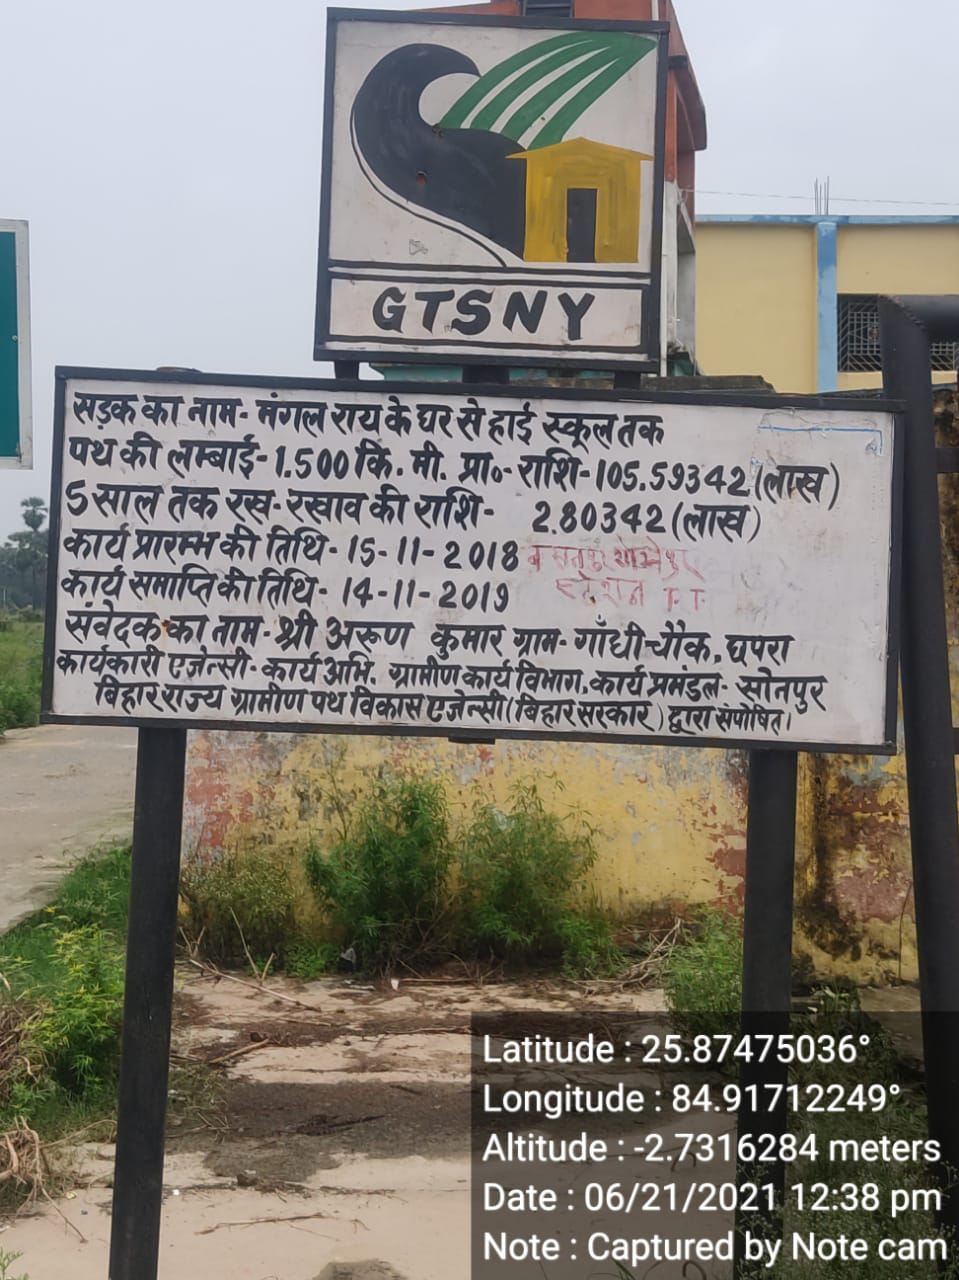 GTSNY
सड़क का नाम- मंगल राय के घर से हाई स्कूल तक
पथ की लम्बाई- 1.500 कि. मी. प्रा०- राशि-105.59342 (लाख)
5 साल तक रख- रखाव की राशि- 2.80342 (लाख)
कार्य प्रारम्भ की तिथि- 15-11-2018
कार्य समाप्ति की तिथि- 14-11-2019
स्टेशन F.T.
संवेदक का नाम- श्री अरूण कुमार ग्राम- गाँधी चौक, छपरा
कार्यकारी एजेन्सी- कार्य अभि. ग्रामीण कार्य विभाग, कार्य प्रमंडल- सोनपुर
बिहार राज्य ग्रामीण पथ विकास एजेन्सी (बिहार सरकार) द्वारा संपोषित।
Latitude : 25.87475036°
Longitude : 84.91712249°
Altitude : -2.7316284 meters
Date : 06/21/2021 12:38 pm
Note : Captured by Note cam